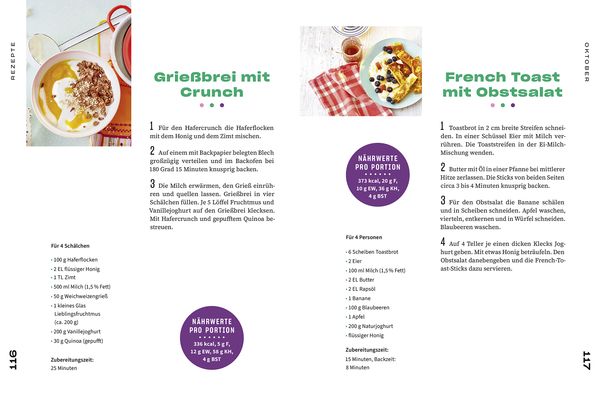 REZEPTE
Grießbrei mit
Crunch
1 Für den Hafercrunch die Haferflocken
mit dem Honig und dem Zimt mischen.
2 Auf einem mit Backpapier belegten Blech
großzügig verteilen und im Backofen bei
180 Grad 15 Minuten knusprig backen.
3 Die Milch erwärmen, den Grieß einrüh-
ren und quellen lassen. Grießbrei in vier
Schälchen füllen. Je 5 Löffel Fruchtmus und
Vanillejoghurt auf den Grießbrei klecksen.
Mit Hafercrunch und gepufftem Quinoa be-
streuen.
Für 4 Schälchen
· 100 g Haferflocken
· 2 EL flüssiger Honig
· 1 TL Zimt
· 500 ml Milch (1,5 % Fett)
· 50 g Weichweizengrieß
· 1 kleines Glas
Lieblingsfruchtmus
(ca. 200 g)
· 200 g Vanillejoghurt
· 30 g Quinoa (gepufft)
Zubereitungszeit:
25 Minuten
NÄHRWERTE
PRO PORTION
336 kcal, 5 g F,
12 g EW, 58 g KH,
4 g BST
116
OKTOBER
French Toast
mit Obstsalat
1 Toastbrot in 2 cm breite Streifen schnei-
den. In einer Schüssel Eier mit Milch ver-
rühren. Die Toaststreifen in der Ei-Milch-
Mischung wenden.
2 Butter mit Öl in einer Pfanne bei mittlerer
Hitze zerlassen. Die Sticks von beiden Seiten
circa 3 bis 4 Minuten knusprig backen.
3 Für den Obstsalat die Banane schälen
und in Scheiben schneiden. Apfel waschen,
vierteln, entkernen und in Würfel schneiden.
Blaubeeren waschen.
4 Auf 4 Teller je einen dicken Klecks Jog-
hurt geben. Mit etwas Honig beträufeln. Den
Obstsalat danebengeben und die French-To-
ast-Sticks dazu servieren.
NÄHRWERTE
PRO PORTION
373 kcal, 20 g F,
10 g EW, 36 g KH,
4 g BST
Für 4 Personen
· 6 Scheiben Toastbrot
· 2 Eier
· 100 ml Milch (1,5 % Fett)
· 2 EL Butter
· 2 EL Rapsöl
· 1 Banane
· 100 g Blaubeeren
· 1 Apfel
· 200 g Naturjoghurt
· flüssiger Honig
Zubereitungszeit:
15 Minuten, Backzeit:
8 Minuten
117